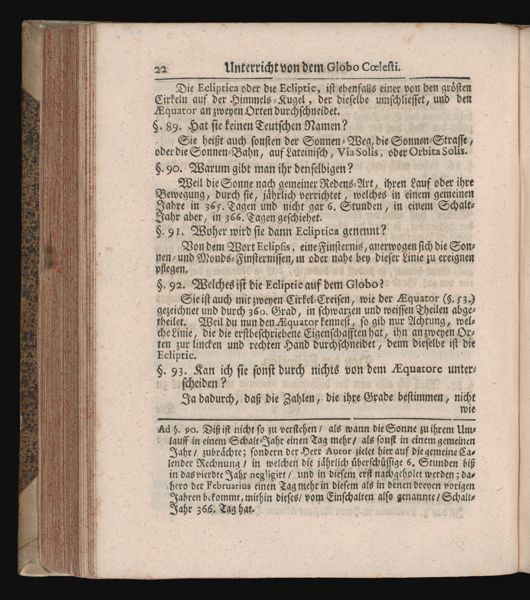 22 Unterricht von dem Globo Cœlesti.
Die Ecliptica oder die Ecliptic, ist ebenfalls einer von den grösten
Cirkeln auf der Himmels-Kugel, der dieselbe umschliesset, und den
Æquator an zweyen Orten durchschneidet.
§. 89. Hat sie keinen Teutschen Namen?
Sie heißt auch sonsten der Sonnen-Weg, die Sonnen-Strasse,
oder die Sonnen-Bahn, auf Lateinisch, Via Solis, oder Orbita Solis.
§. 90. Warum gibt man ihr denselbigen?
Weil die Sonne nach gemeiner Redens-Art, ihren Lauf oder ihre
Bewegung, durch sie, jährlich verrichtet, welches in einem gemeinen
Jahre in 365. Tagen und nicht gar 6. Stunden, in einem Schalt-
Jahr aber, in 366. Tagen geschiehet.
§. 91. Woher wird sie dann Ecliptica genennt?
Von dem Wort Eclipsis, eine Finsternis, anerwogen sich die Son-
nen- und Monds-Finsternissen, in oder nahe bey dieser Linie zu ereignen
pflegen.
§. 92. Welches ist die Ecliptic auf dem Globo?
Sie ist auch mit zweyen Cirkel-Creisen, wie der Æquator (§. 53.)
gezeichnet und durch 360. Grad, in schwarzen und weissen Theilen abge-
theilet. Weil du nun den Æquator kennest, so gib nur Achtung, wel-
che Linie, die die erstbeschriebene Eigenschafften hat, ihn an zweyen Or-
ten zur lincken und rechten Hand durchschneidet, denn dieselbe ist die
Ecliptic.
§. 93. Kan ich sie sonst durch nichts von dem Æquatore unter-
scheiden?
Ja dadurch, daß die Zahlen, die ihre Grade bestimmen, nicht
wie
Ad §. 90. Diß ist nicht so zu verstehen / als wann die Sonne zu ihrem Um-
lauff in einem Schalt-Jahr einen Tag mehr / als sonst in einem gemeinen
Jahr / zubrächte; sondern der Herr Autor zielet hier auf die gemeine Ca-
lender Rechnung / in welchen die jährlich überschüssige 6. Stunden biß
in das vierdte Jahr negligirt / und in diesem erst nachgeholet werden; da-
hero der Februarius einen Tag mehr in diesem als in denen dreyen vorigen
Jahren bekommt, mithin dieses / vom Einschalten also genannte / Schalt-
Jahr 366. Tag hat.